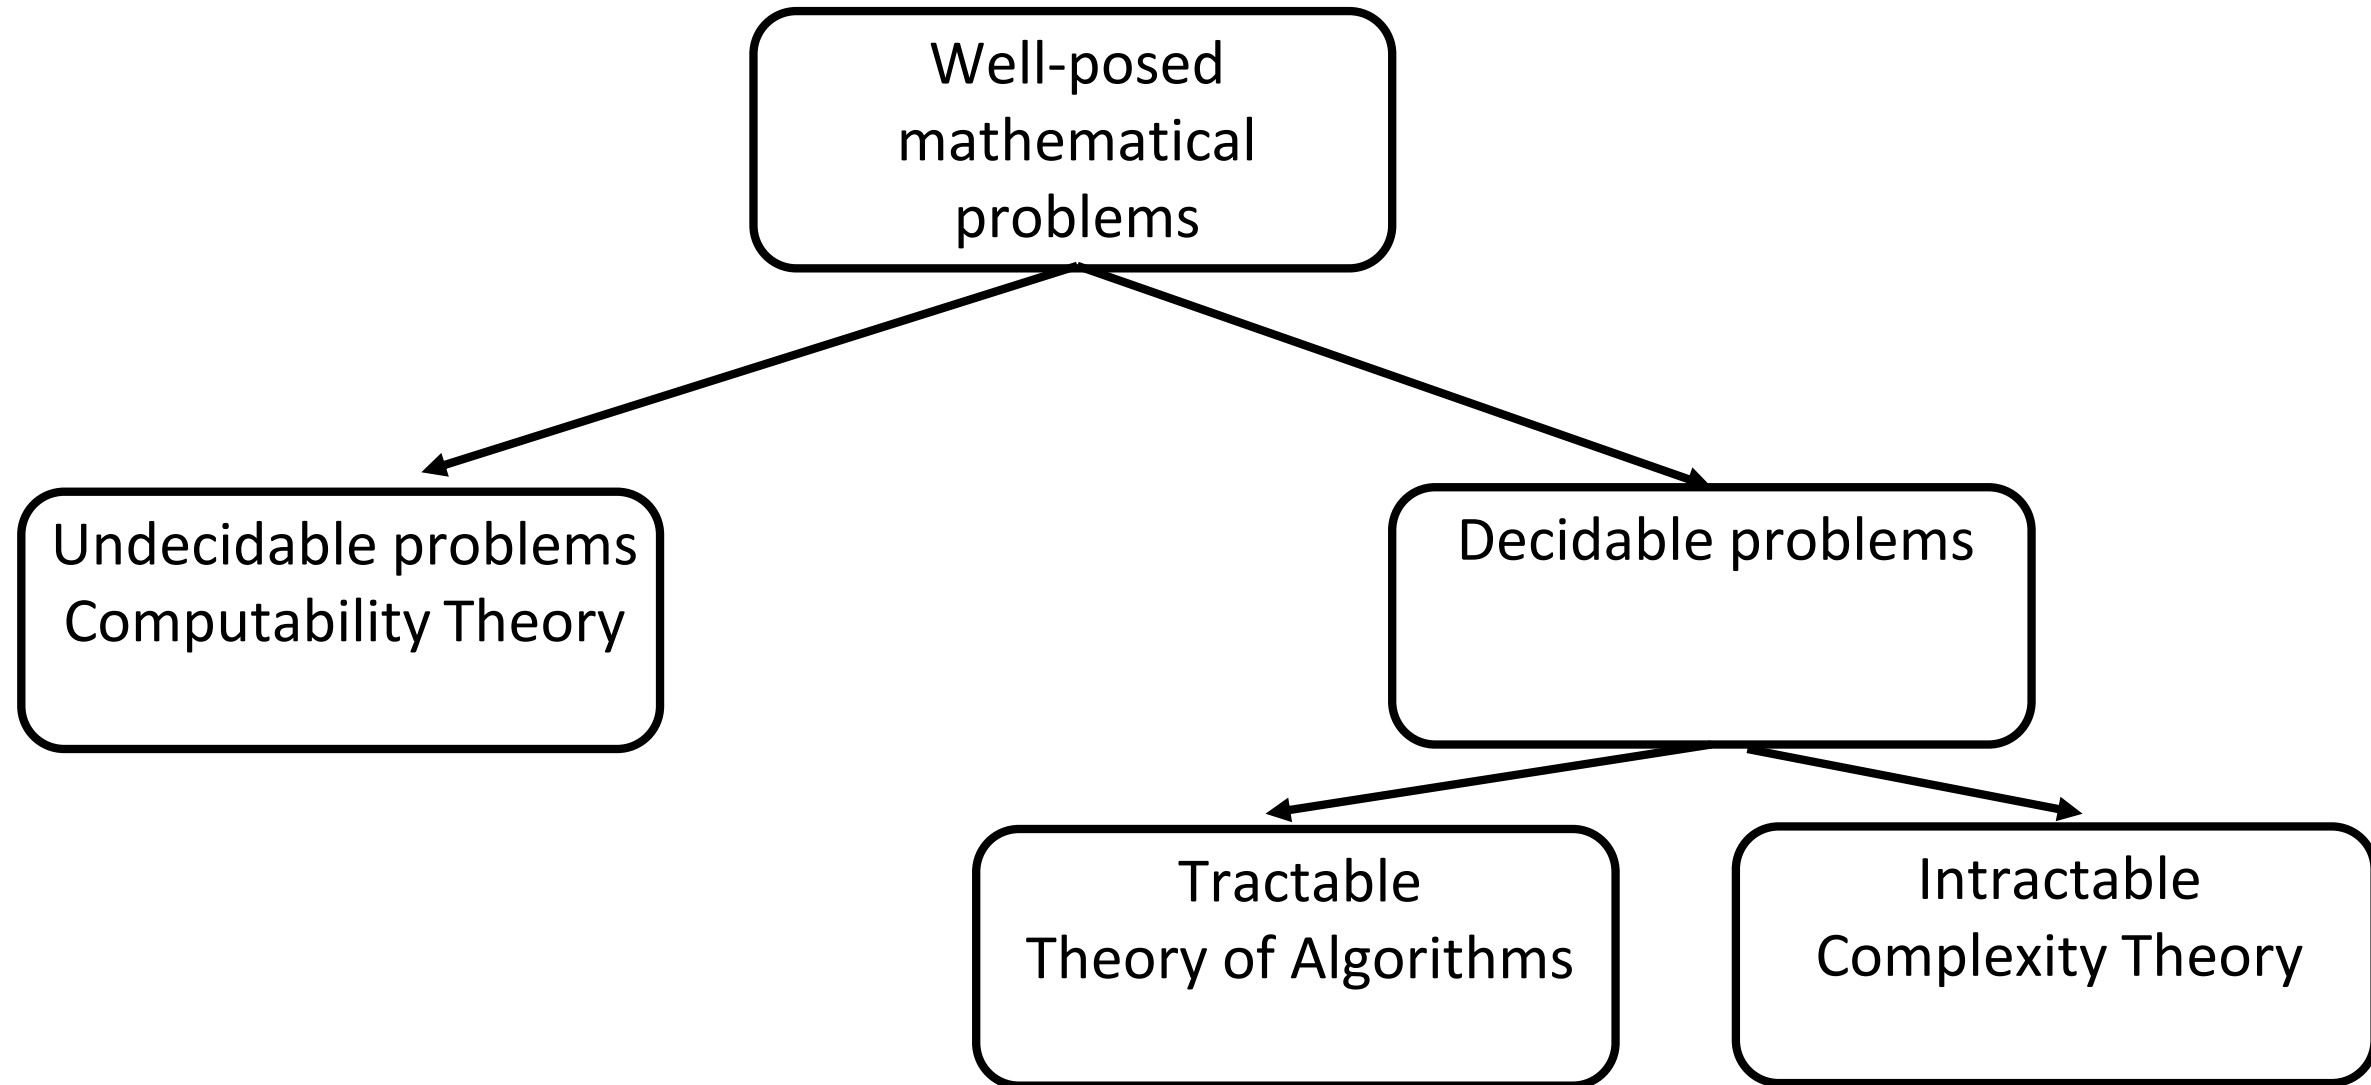 Well-posed
mathematical
problems
Undecidable problems
Computability Theory
Decidable problems
Tractable
Theory of Algorithms
Intractable
Complexity Theory